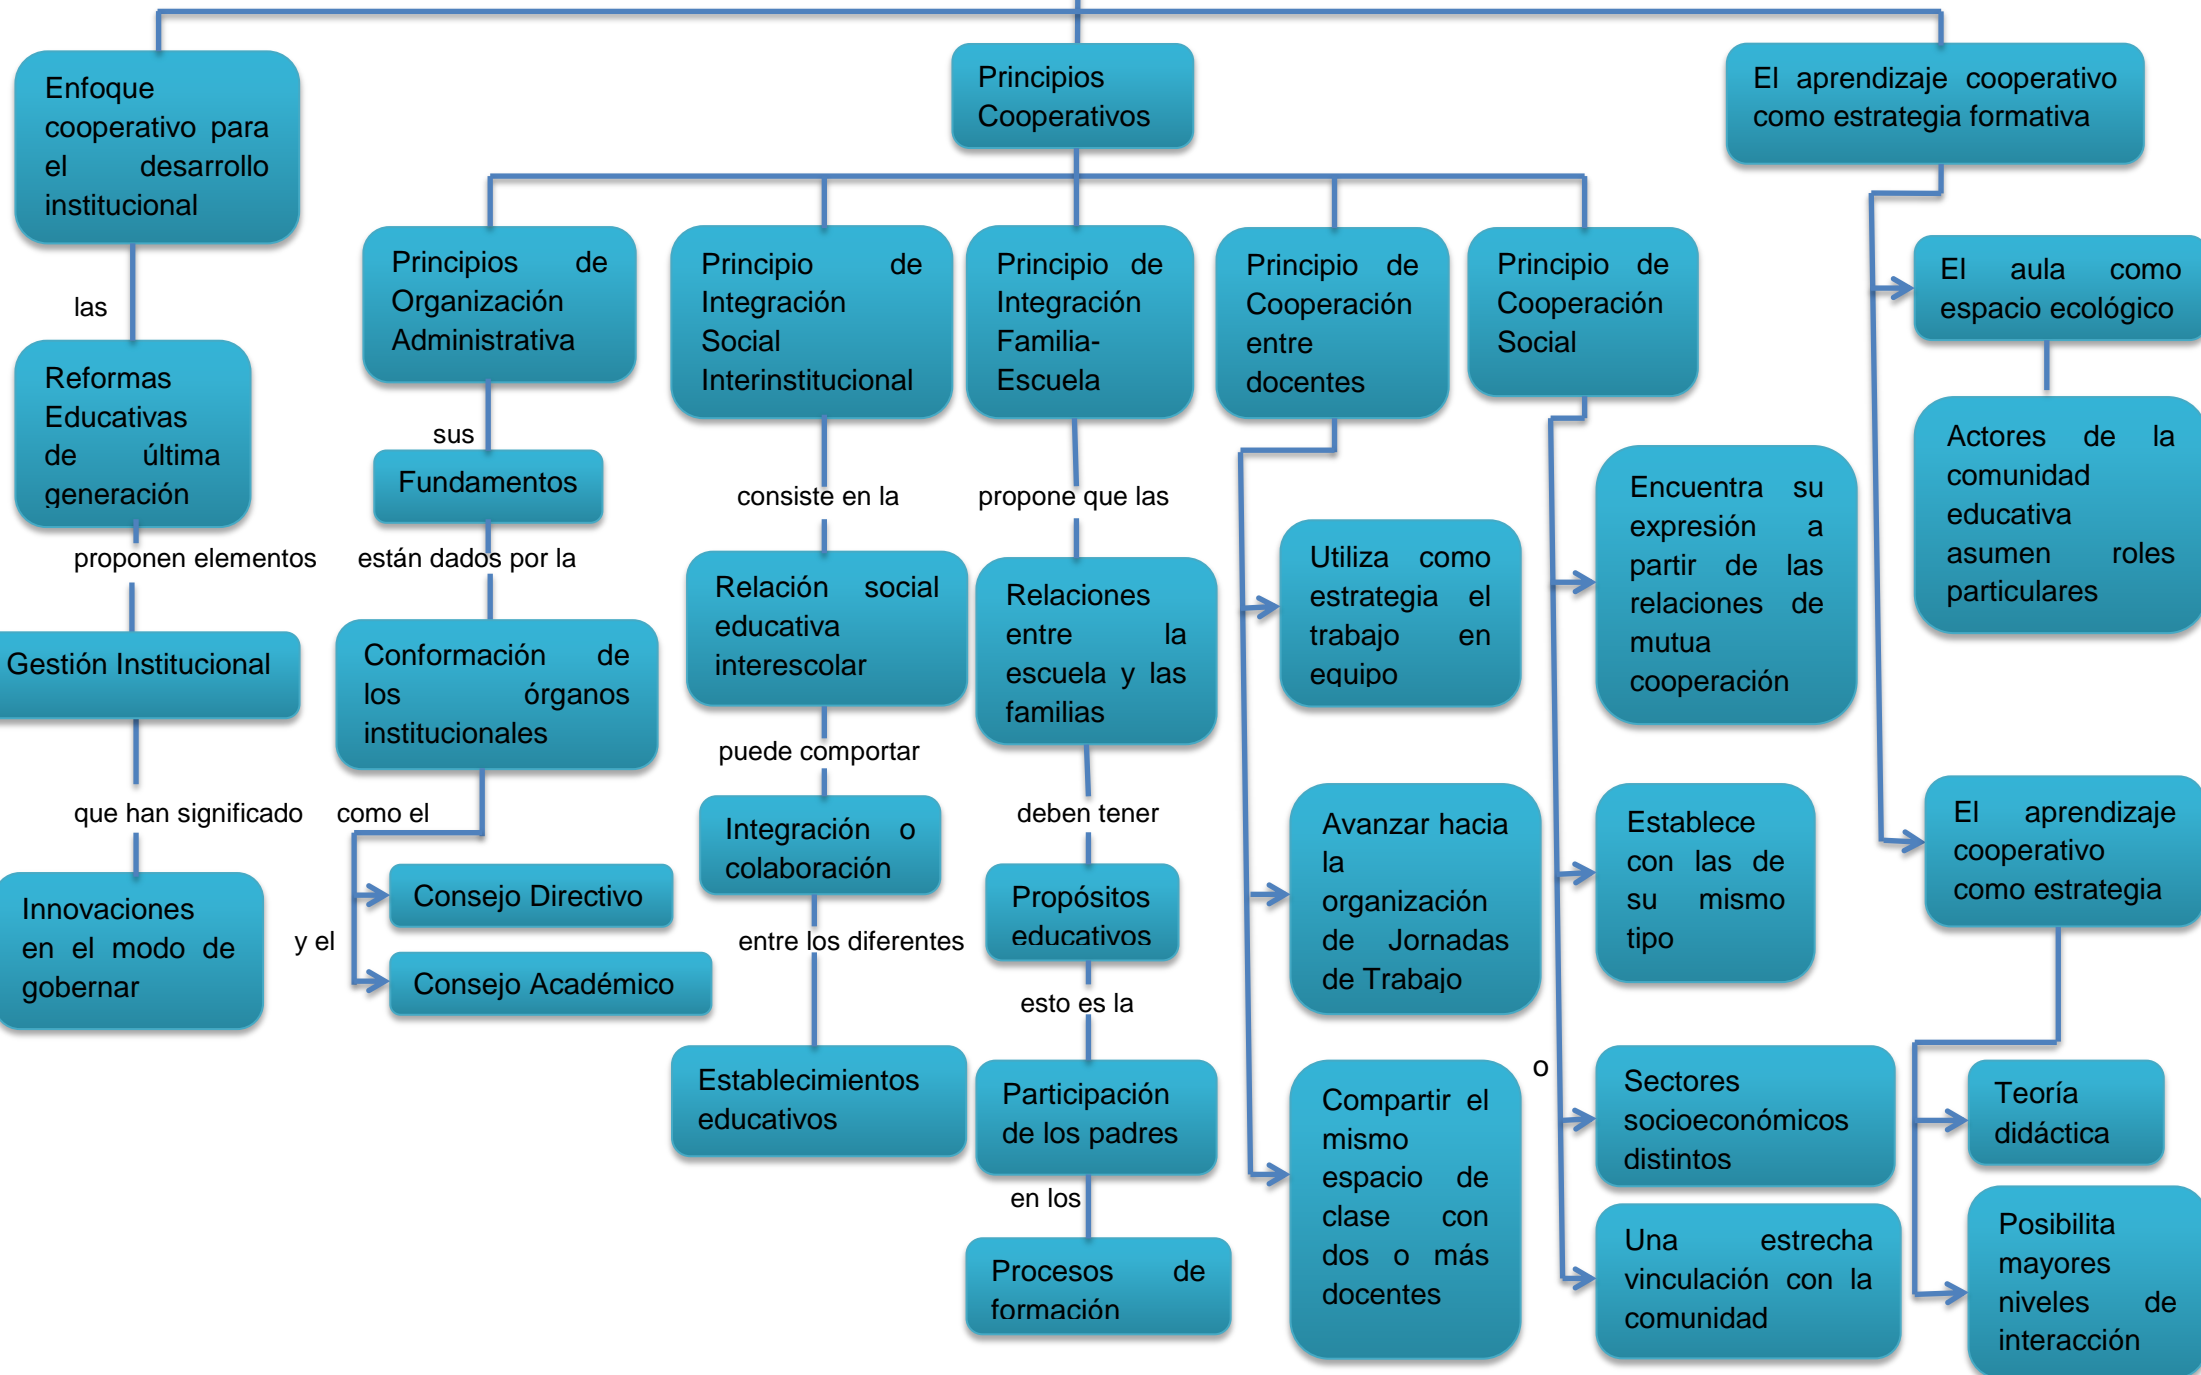 Enfoque
cooperativo para
el desarrollo
institucional
las
Reformas
Educativas
de última
generación
proponen elementos
Gestión Institucional
que han significado
Innovaciones
en el modo de
gobernar
Principios
Cooperativos
Principios de
Organización
Administrativa
sus
Fundamentos
están dados por la
Conformación de
los órganos
institucionales
como el
Consejo Directivo
y el
Consejo Académico
Principio de
Integración
Social
Interinstitucional
consiste en la
Relación social
educativa
interescolar
puede comportar
Integración o
colaboración
entre los diferentes
Establecimientos
educativos
Principio de
Integración
Familia-
Escuela
propone que las
Relaciones
entre la
escuela y las
familias
deben tener
Propósitos
educativos
esto es la
Participación
de los padres
en los
Procesos de
formación
Principio de
Cooperación
entre
docentes
Utiliza como
estrategia el
trabajo en
equipo
Avanzar hacia
la
organización
de Jornadas
de Trabajo
Compartir el
mismo
espacio de
clase con
dos o más
docentes
Principio de
Cooperación
Social
Encuentra su
expresión a
partir de las
relaciones de
mutua
cooperación
Establece
con las de
su mismo
tipo
o
Sectores
socioeconómicos
distintos
Una estrecha
vinculación con la
comunidad
El aprendizaje cooperativo
como estrategia formativa
El aula como
espacio ecológico
Actores de la
comunidad
educativa
asumen roles
particulares
El aprendizaje
cooperativo
como estrategia
Teoría
didáctica
Posibilita
mayores
niveles de
interacción